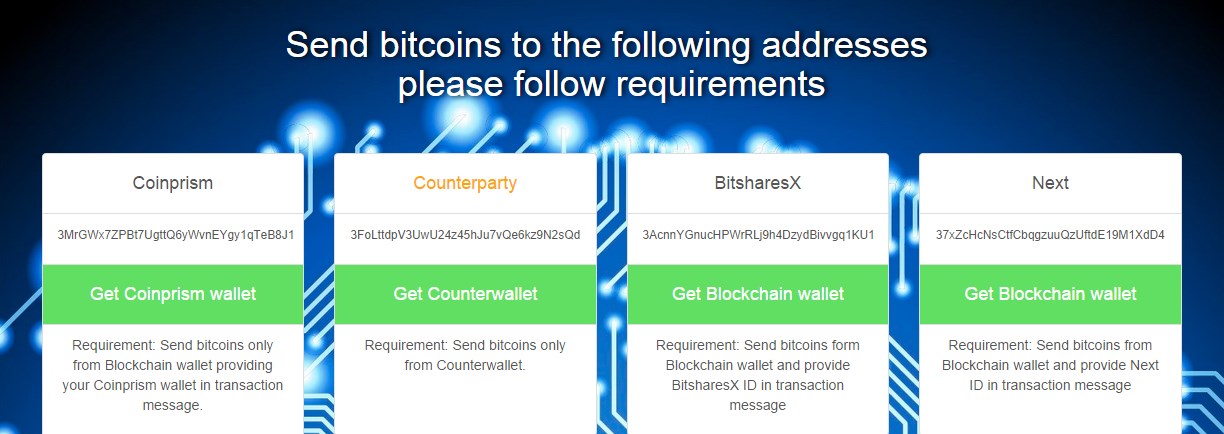 Send bitcoins to the following addresses
please follow requirements
Coinprism
3MrGWx7ZPBt7UgttQ6yWvnEYgy1qTeB8J1
Get Coinprism wallet
Requirement: Send bitcoins only
from Blockchain wallet providing
your Coinprism wallet in transaction
message.
Counterparty
3FoLttdpV3UwU24z45hJu7vQe6kz9N2sQd
Get Counterwallet
Requirement: Send bitcoins only
from Counterwallet.
BitsharesX
3AcnnYGnucHPWrRLj9h4DzydBivvgq1KU1
Get Blockchain wallet
Requirement: Send bitcoins form
Blockchain wallet and provide
BitsharesX ID in transaction
message
Next
37xZcHcNsCtfCbqgzuuQzUftdE19M1XdD4
Get Blockchain wallet
Requirement: Send bitcoins from
Blockchain wallet and provide Next
ID in transaction message